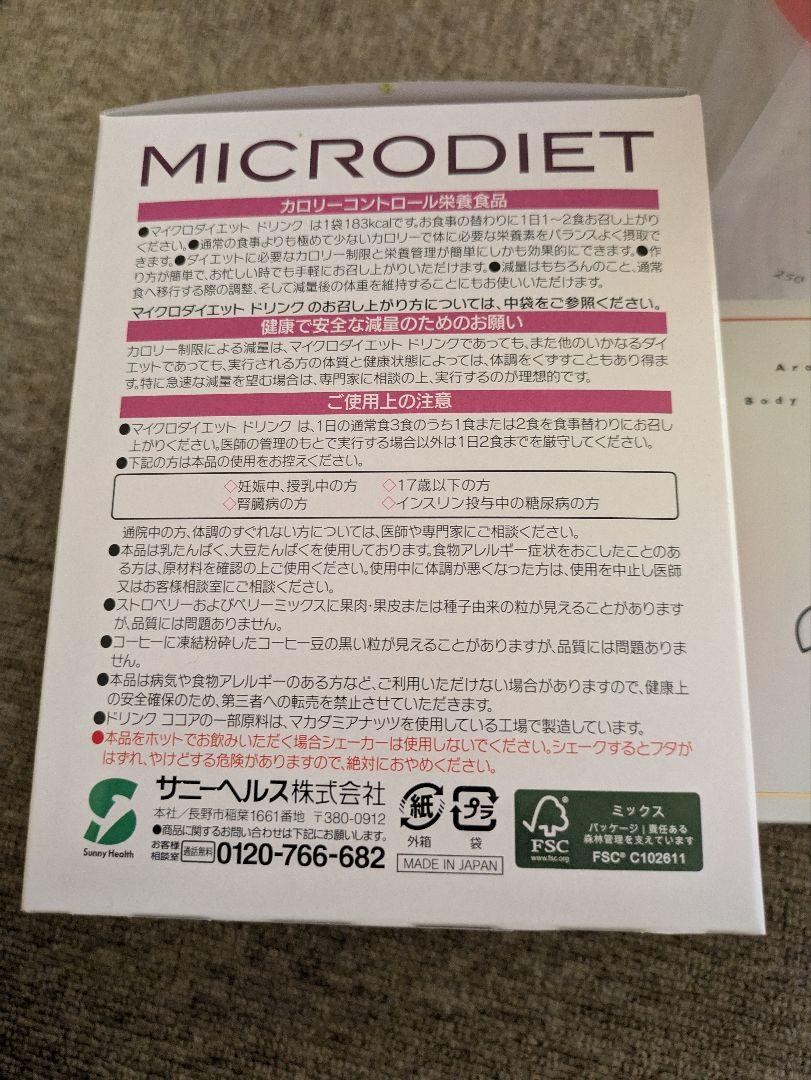 MICRODIET
カロリーコントロール栄養食品
●マイクロダイエット ドリンク は1袋183kcalです。お食事の替わりに1日1〜2食お召し上がり
ください。●通常の食事よりも極めて少ないカロリーで体に必要な栄養素をバランスよく摂取で
きます。●ダイエットに必要なカロリー制限と栄養管理が簡単にしかも効果的にできます。●作
り方が簡単で、お忙しい時でも手軽にお召し上がりいただけます。●減量はもちろんのこと、通常
食へ移行する際の調整、そして減量後の体重を維持することにもお使いいただけます。
マイクロダイエット ドリンク のお召し上がり方については、中袋をご参照ください。
健康で安全な減量のためのお願い
カロリー制限による減量は、マイクロダイエット ドリンクであっても、また他のいかなるダイ
エットであっても、実行される方の体質と健康状態によっては、体調をくずすこともあり得ま
す。特に急速な減量を望む場合は、専門家に相談の上、実行するのが理想的です。
ご使用上の注意
●マイクロダイエット ドリンク は、1日の通常食3食のうち1食または2食を食事替わりにお召し
上がりください。医師の管理のもとで実行する場合以外は1日2食までを厳守してください。
●下記の方は本品の使用をお控えください。
◇妊娠中、授乳中の方 ◇17歳以下の方
◇腎臓病の方 ◇インスリン投与中の糖尿病の方
通院中の方、体調のすぐれない方については、医師や専門家にご相談ください。
●本品は乳たんぱく、大豆たんぱくを使用しております。食物アレルギー症状をおこしたことのあ
る方は、原材料を確認の上ご使用ください。使用中に体調が悪くなった方は、使用を中止し医師
又はお客様相談室にご相談ください。
●ストロベリーおよびベリーミックスに果肉・果皮または種子由来の粒が見えることがあります
が、品質には問題ありません。
●コーヒーに凍結粉砕したコーヒー豆の黒い粒が見えることがありますが、品質には問題ありま
せん。
●本品は病気や食物アレルギーのある方など、ご利用いただけない場合がありますので、健康上
の安全確保のため、第三者への転売を禁止させていただきます。
●ドリンク ココアの一部原料は、マカダミアナッツを使用している工場で製造しています。
●本品をホットでお飲みいただく場合シェーカーは使用しないでください。シェークするとフタが
はずれ、やけどする危険がありますので、絶対におやめください。
Sunny Health
サニーヘルス株式会社
本社／長野市稲葉1661番地 〒380-0912
●商品に関するお問い合わせは下記にお願いします。
お客様相談室 通話無料 0120-766-682
紙
外箱
プラ
袋
MADE IN JAPAN
FSC
www.fsc.org
ミックス
パッケージ｜責任ある
森林管理を支えています
FSC® C102611
250
Aro
Body